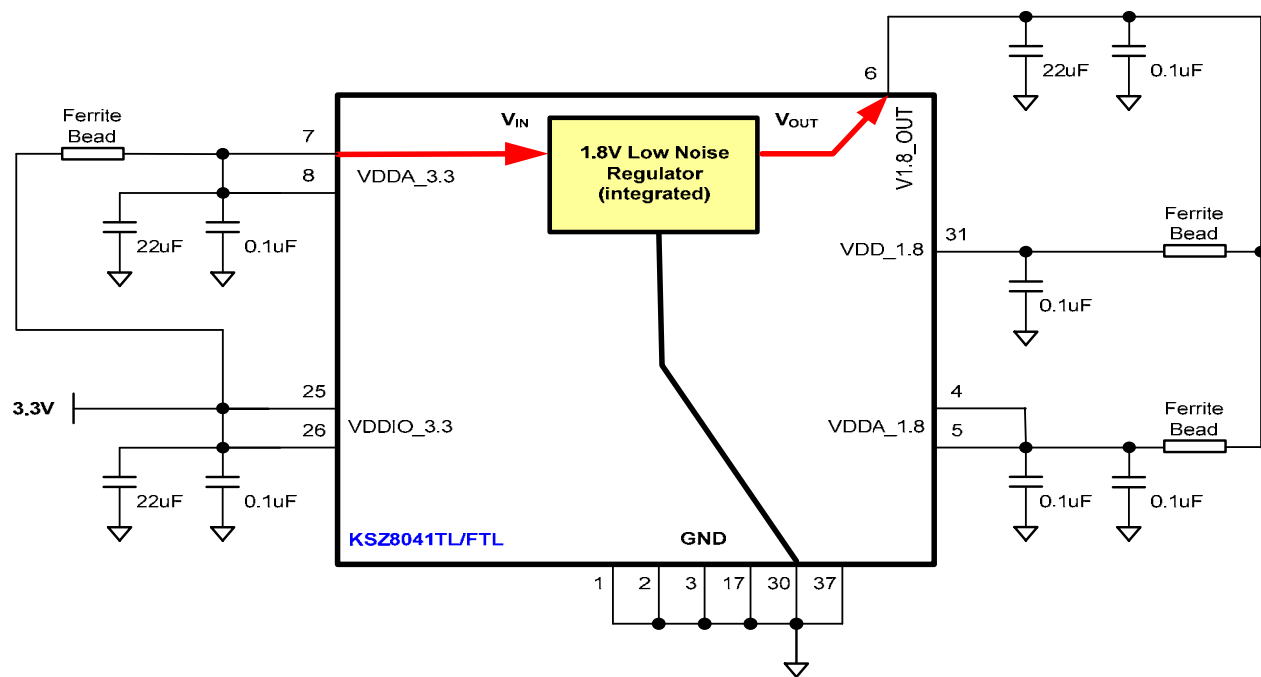 6
22uF
0.1uF
Ferrite
Bead
7
8
VDDA_3.3
22uF
0.1uF
VIN
VOUT
1.8V Low Noise
Regulator
(integrated)
V1.8_OUT
31
VDD_1.8
Ferrite
Bead
0.1uF
3.3V
25
26
VDDIO_3.3
22uF
0.1uF
4
5
VDDA_1.8
Ferrite
Bead
0.1uF
0.1uF
KSZ8041TL/FTL
GND
1
2
3
17
30
37